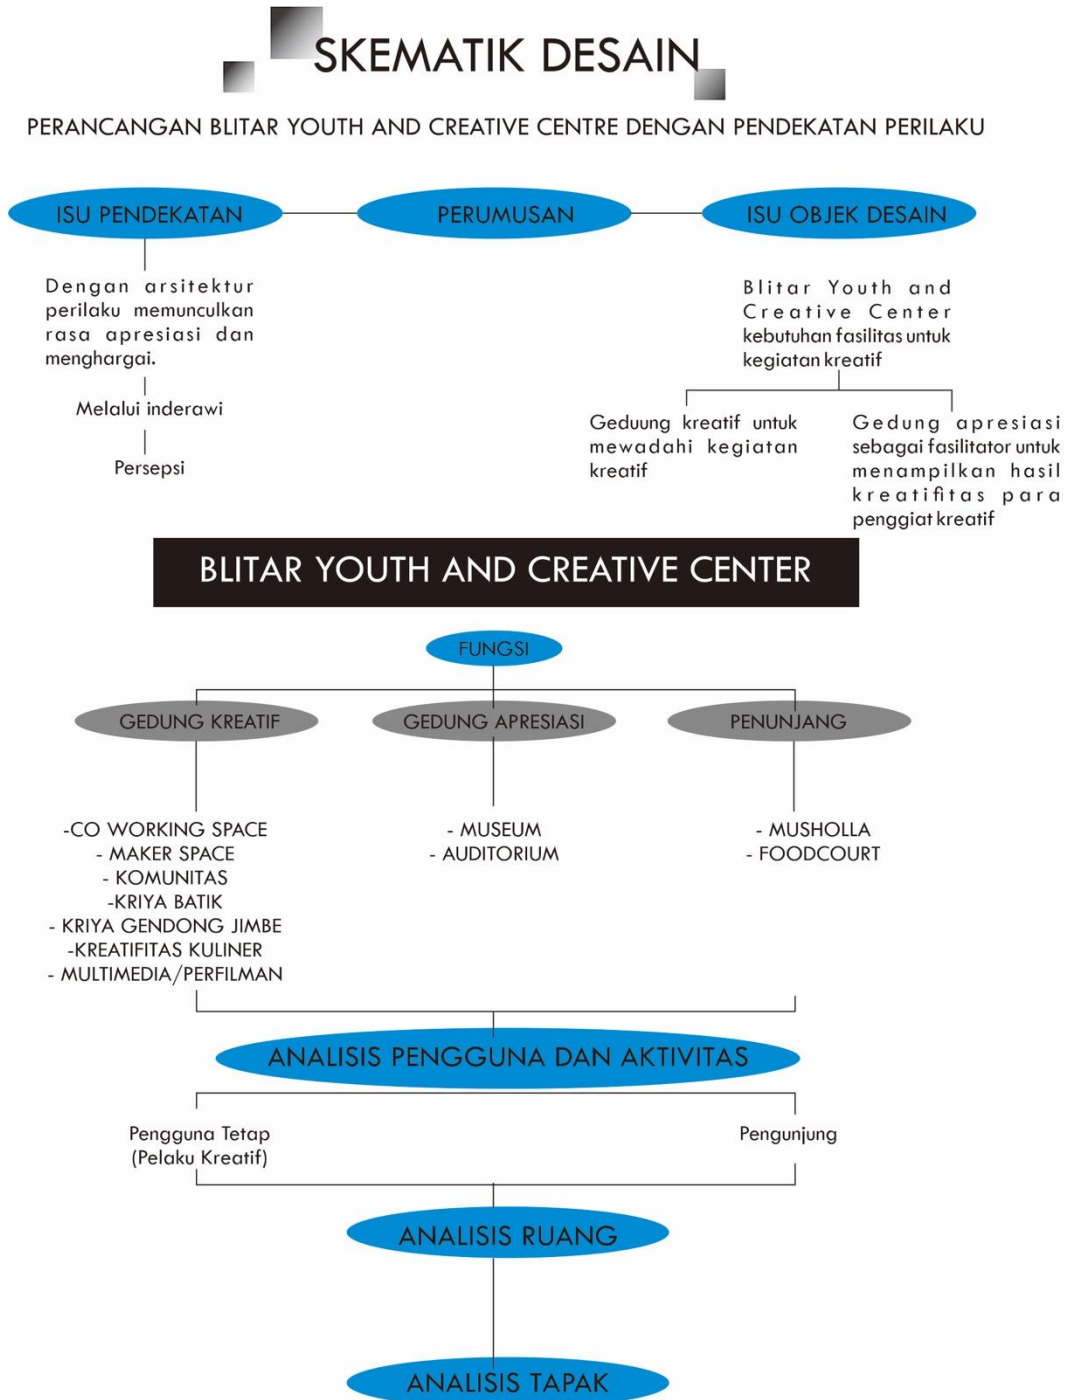 SKEMATIK DESAIN
PERANCANGAN BLITAR YOUTH AND CREATIVE CENTRE DENGAN PENDEKATAN PERILAKU
ISU PENDEKATAN
PERUMUSAN
ISU OBJEK DESAIN
Dengan arsitektur
perilaku memunculkan
rasa apresiasi dan
menghargai.
Melalui inderawi
Persepsi
Blitar Youth and
Creative Center
kebutuhan fasilitas untuk
kegiatan kreatif
Geduung kreatif untuk
mewadahi kegiatan
kreatif
Gedung apresiasi
sebagai fasilitator untuk
menampilkan hasil
kreatifitas para
penggiat kreatif
BLITAR YOUTH AND CREATIVE CENTER
FUNGSI
GEDUNG KREATIF
GEDUNG APRESIASI
PENUNJANG
-CO WORKING SPACE
- MAKER SPACE
- KOMUNITAS
-KRIYA BATIK
- KRIYA GENDONG JIMBE
-KREATIFITAS KULINER
- MULTIMEDIA/PERFILMAN
- MUSEUM
- AUDITORIUM
- MUSHOLLA
- FOODCOURT
ANALISIS PENGGUNA DAN AKTIVITAS
Pengguna Tetap
(Pelaku Kreatif)
Pengunjung
ANALISIS RUANG
ANALISIS TAPAK